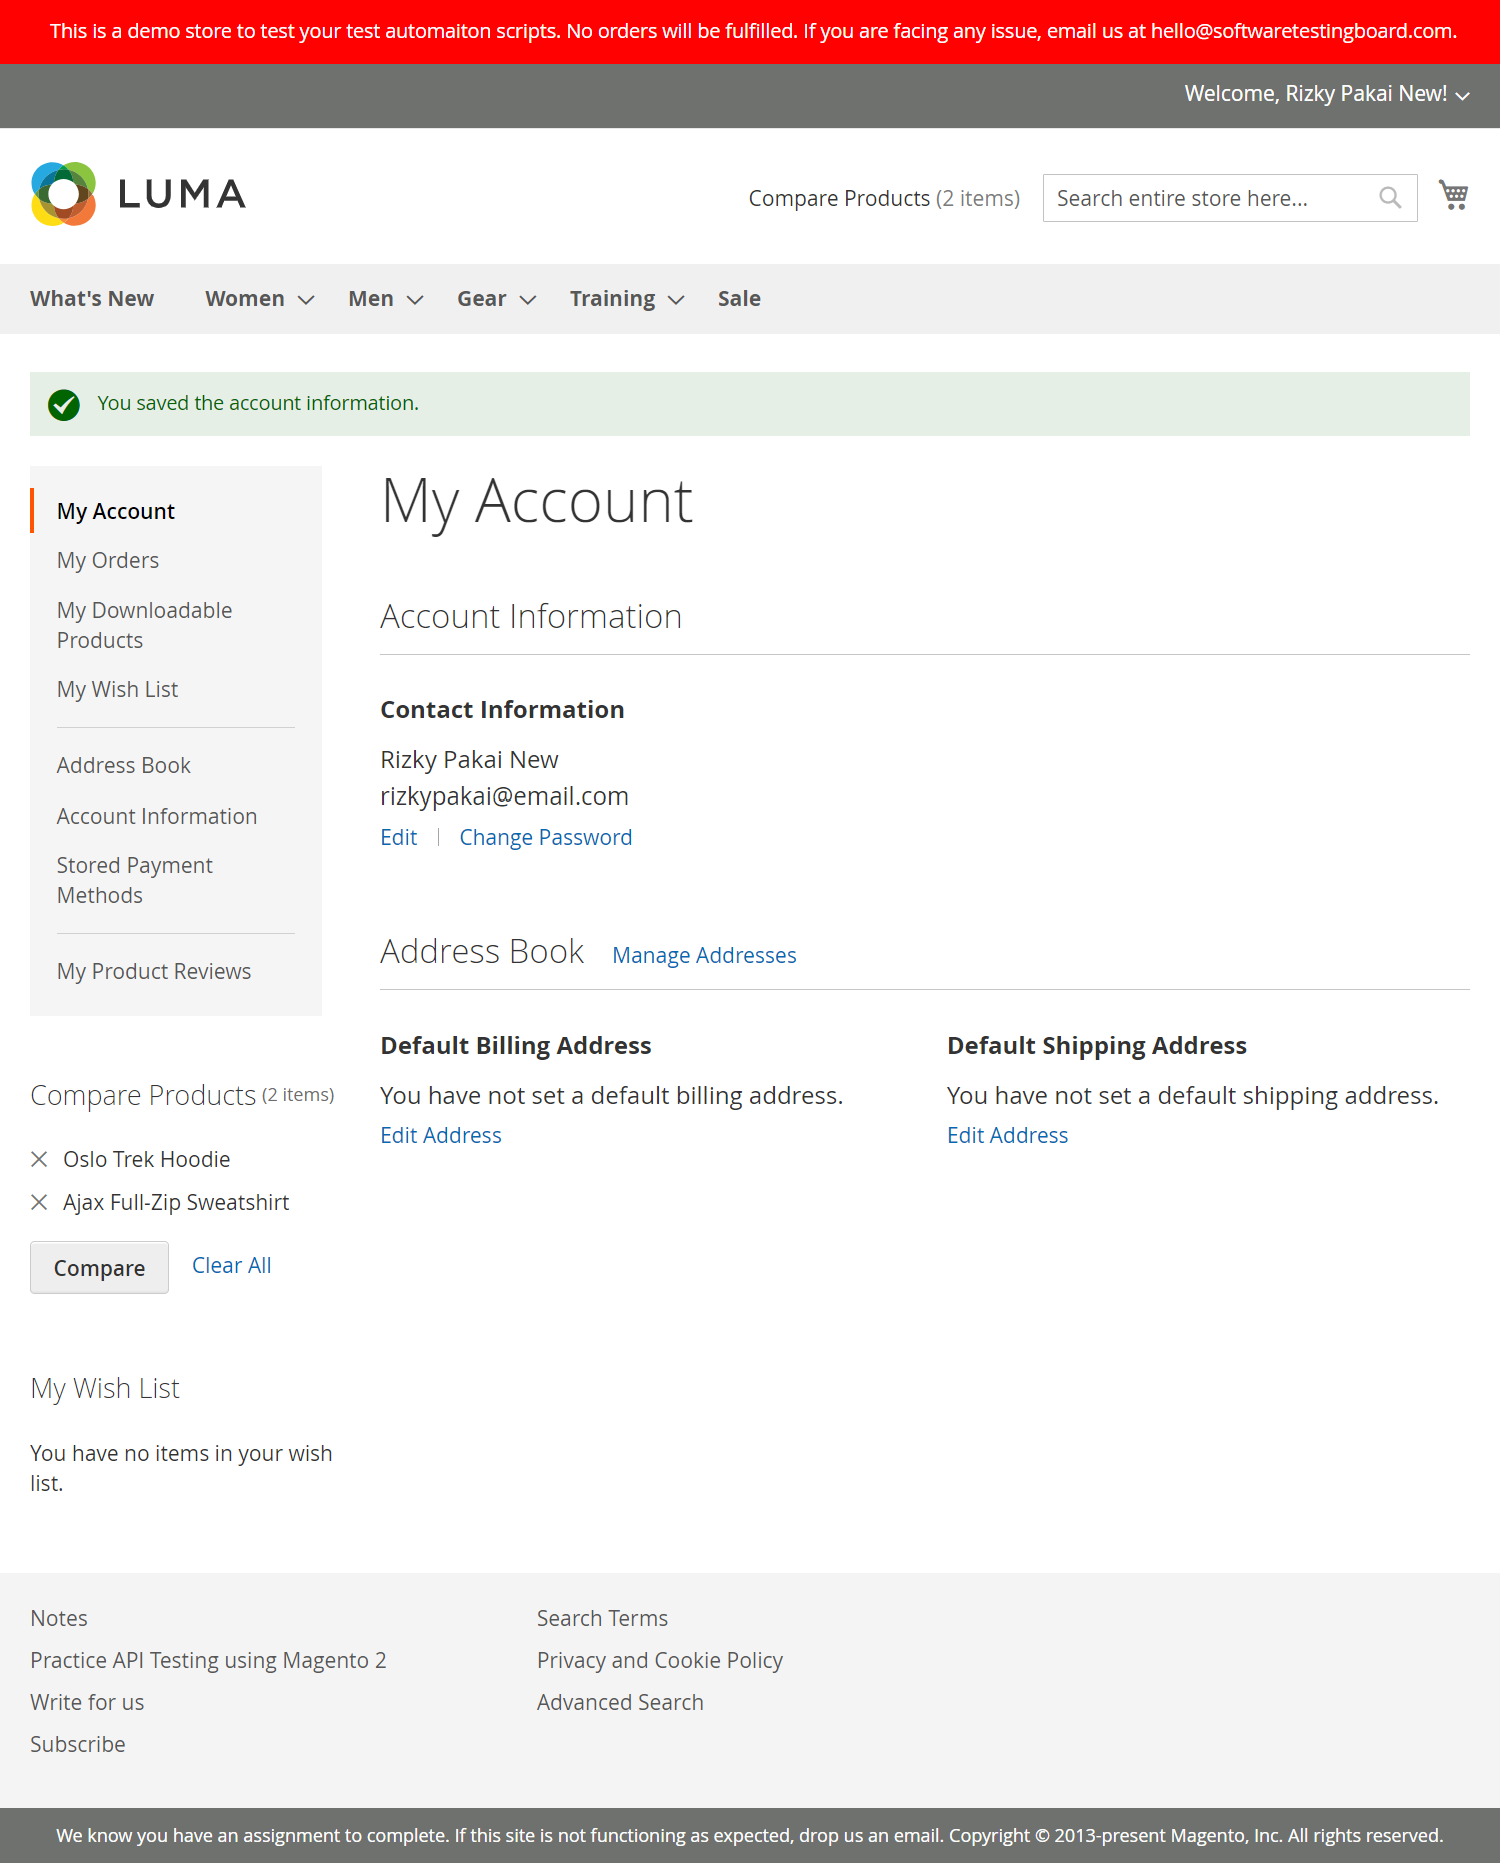 This is a demo store to test your test automaiton scripts. No orders will be fulfilled. If you are facing any issue, email us at hello@softwaretestingboard.com.
Welcome, Rizky Pakai New!
LUMA
Compare Products (2 items)
Search entire store here...
What's New
Women
Men
Gear
Training
Sale
You saved the account information.
My Account
My Orders
My Downloadable
Products
My Wish List
Address Book
Account Information
Stored Payment
Methods
My Product Reviews
Compare Products (2 items)
Oslo Trek Hoodie
Ajax Full-Zip Sweatshirt
Compare
Clear All
My Wish List
You have no items in your wish
list.
My Account
Account Information
Contact Information
Rizky Pakai New
rizkypakai@email.com
Edit
Change Password
Address Book
Manage Addresses
Default Billing Address
You have not set a default billing address.
Edit Address
Default Shipping Address
You have not set a default shipping address.
Edit Address
Notes
Practice API Testing using Magento 2
Write for us
Subscribe
Search Terms
Privacy and Cookie Policy
Advanced Search
We know you have an assignment to complete. If this site is not functioning as expected, drop us an email. Copyright © 2013-present Magento, Inc. All rights reserved.